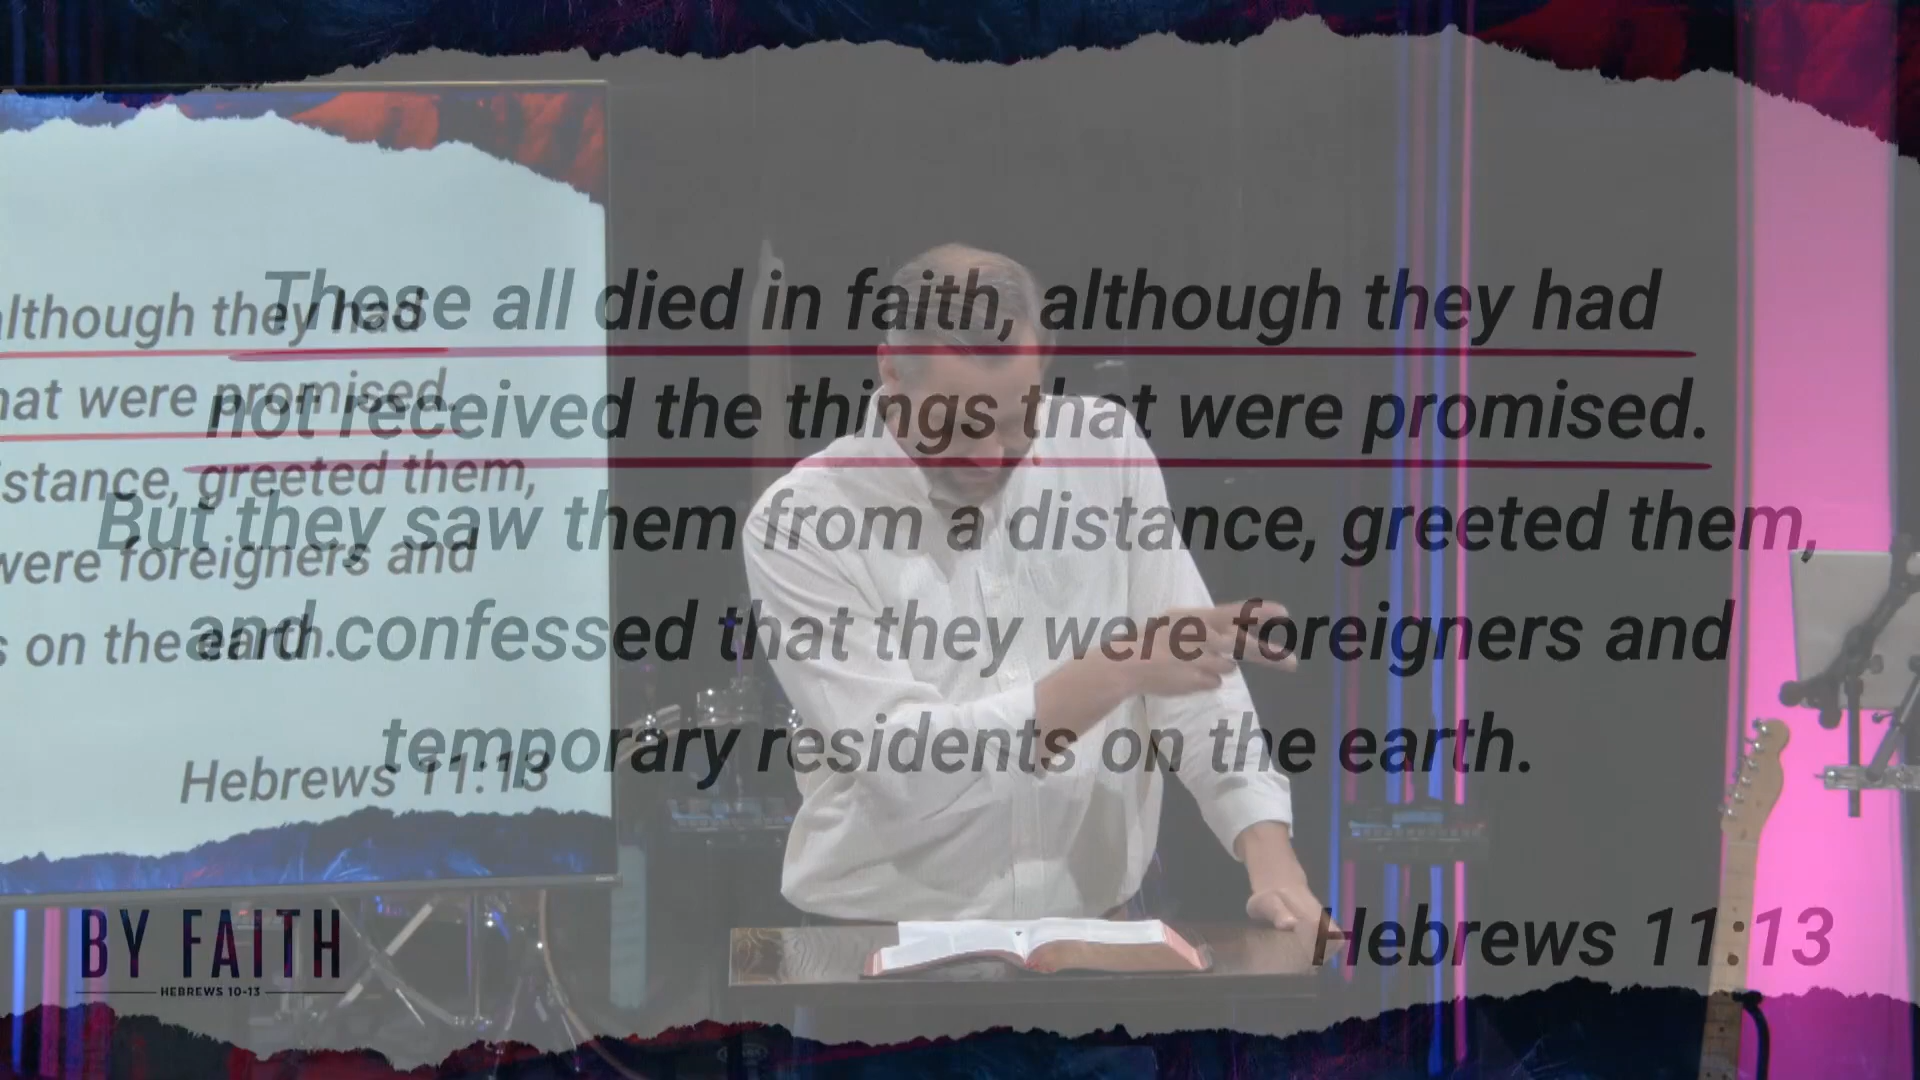 These all died in faith, although they had
not received the things that were promised.
But they saw them from a distance, greeted them,
and confessed that they were foreigners and
temporary residents on the earth.
Hebrews 11:13
although they had
hat were promised.
istance, greeted them,
were foreigners and
s on the earth.
Hebrews 11:13
BY FAITH
HEBREWS 10-13